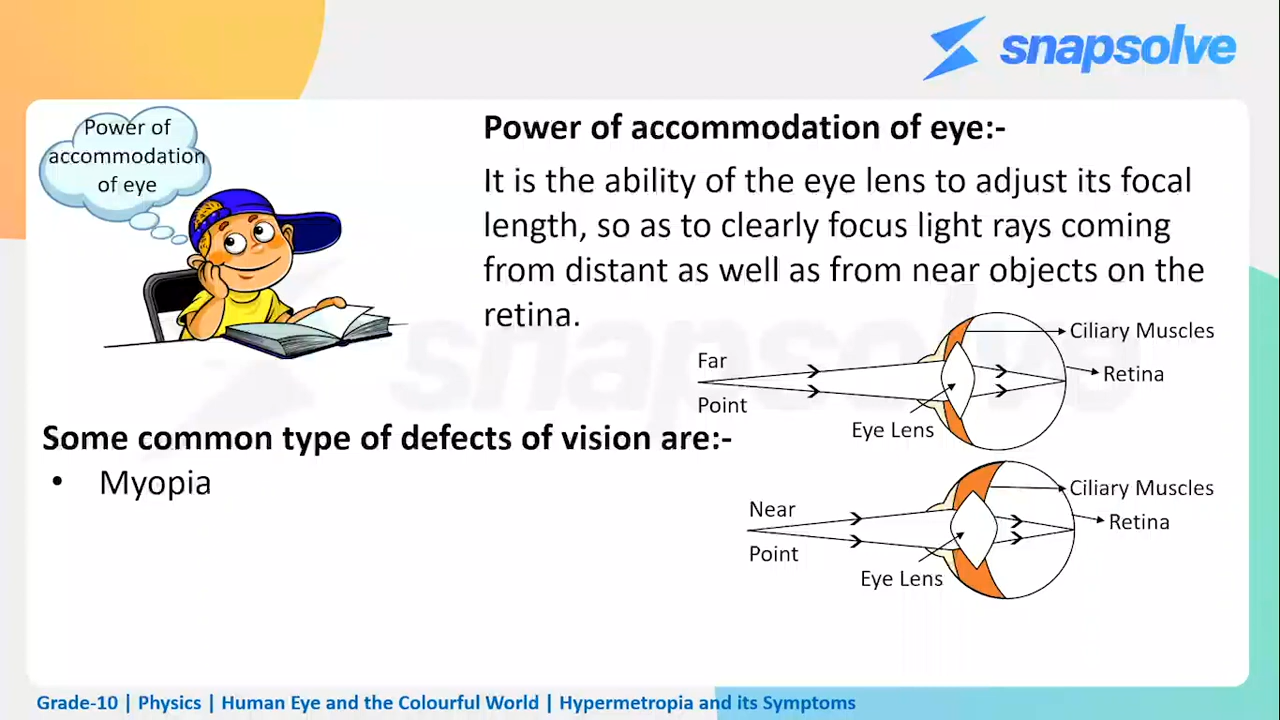 snapsolve
Power of
accommodation
of eye
Power of accommodation of eye:-
It is the ability of the eye lens to adjust its focal
length, so as to clearly focus light rays coming
from distant as well as from near objects on the
retina.
Ciliary Muscles
Far
Retina
Point
Eye Lens
Some common type of defects of vision are:-
• Myopia
Ciliary Muscles
Near
Retina
Point
Eye Lens
snapsolve
Grade-10 | Physics | Human Eye and the Colourful World | Hypermetropia and its Symptoms